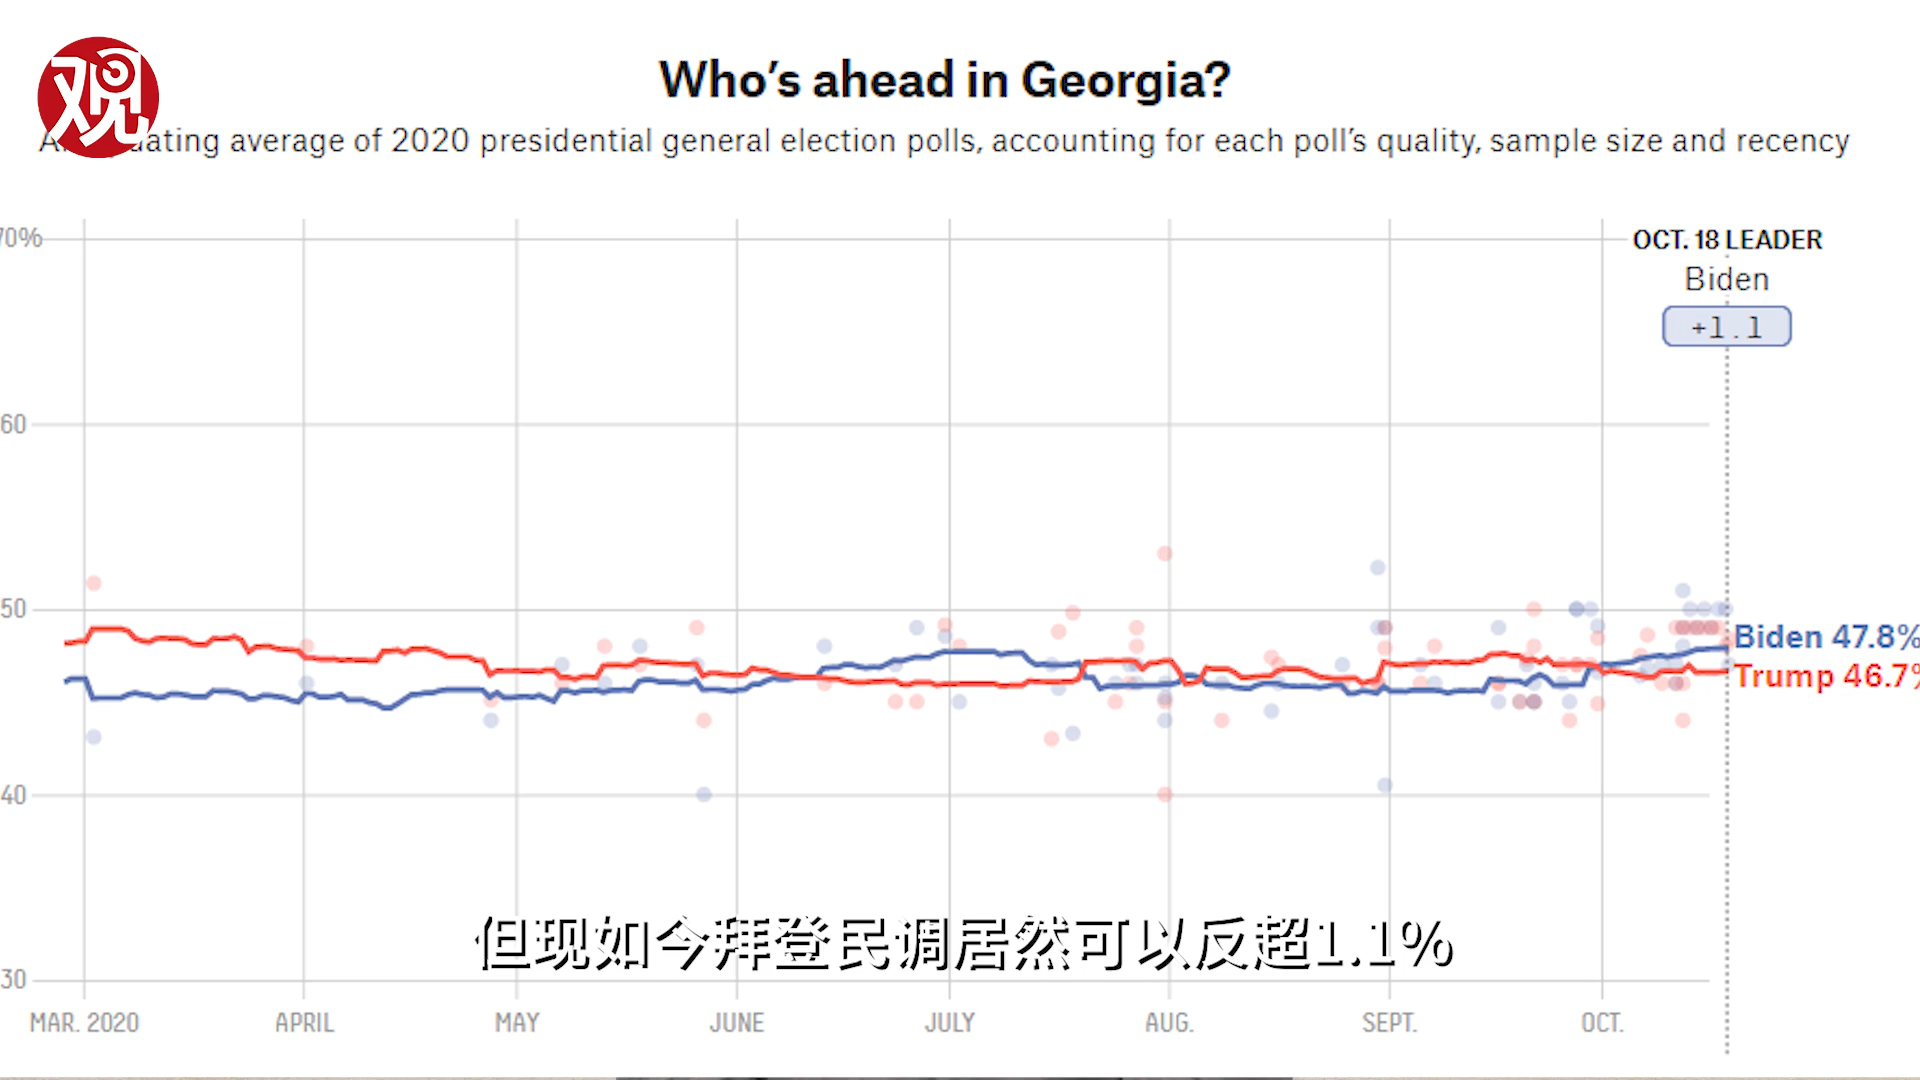 观
Who's ahead in Georgia?
average of 2020 presidential general election polls, accounting for each poll's quality, sample size and recency
70%
OCT. 18 LEADER
Biden
+1.1
60
50
Biden 47.8%
Trump 46.7%
40
但现如今拜登民调居然可以反超1.1%
30
MAR. 2020 APRIL MAY JUNE JULY AUG. SEPT. OCT.